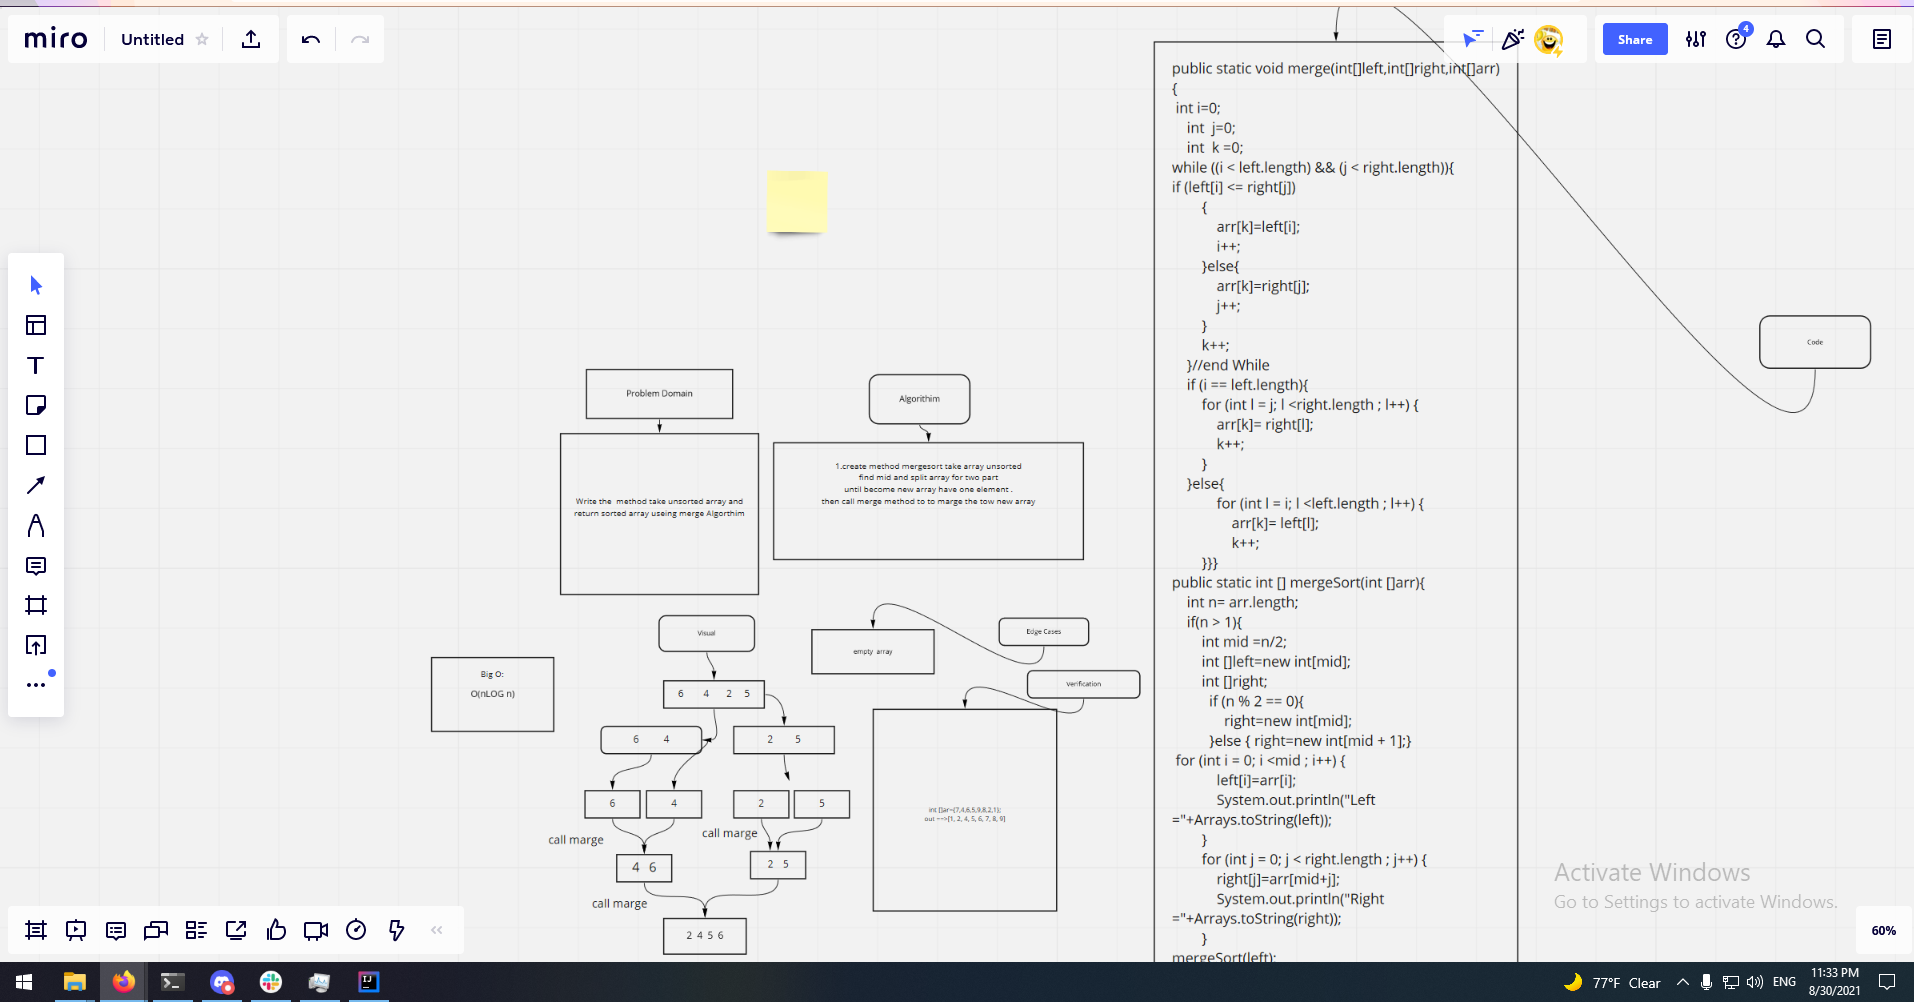 miro
Untitled
Share
4
public static void merge(int[]left,int[]right,int[]arr)
{
int i=0;
int j=0;
int k =0;
while ((i < left.length) && (j < right.length)){
if (left[i] <= right[j])
{
arr[k]=left[i];
i++;
}else{
arr[k]=right[j];
j++;
}
k++;
}//end While
if (i == left.length){
for (int l = j; l <right.length ; l++) {
arr[k]= right[l];
k++;
}
}else{
for (int l = i; l <left.length ; l++) {
arr[k]= left[l];
k++;
}}}
public static int [] mergeSort(int []arr){
int n= arr.length;
if(n > 1){
int mid =n/2;
int []left=new int[mid];
int []right;
if (n % 2 == 0){
right=new int[mid];
}else { right=new int[mid + 1];}
for (int i = 0; i <mid ; i++) {
left[i]=arr[i];
System.out.println("Left
="+Arrays.toString(left));
}
for (int j = 0; j < right.length ; j++) {
right[j]=arr[mid+j];
System.out.println("Right
="+Arrays.toString(right));
}
mergeSort(left);
Code
Problem Domain
Write the method take unsorted array and
return sorted array useing merge Algorthim
Algorithim
1.create method mergesort take array unsorted
find mid and split array for two part
until become new array have one element .
then call merge method to to marge the tow new array
Visual
6 4 2 5
6 4
2 5
6
4
2
5
call marge
call marge
4 6
2 5
call marge
2 4 5 6
Big O:
O(nLOG n)
Edge Cases
empty array
Verification
int []ar={7,4,6,5,9,8,2,1};
out -->[1, 2, 4, 5, 6, 7, 8, 9]
Activate Windows
Go to Settings to activate Windows.
60%
77°F Clear
ENG
11:33 PM
8/30/2021